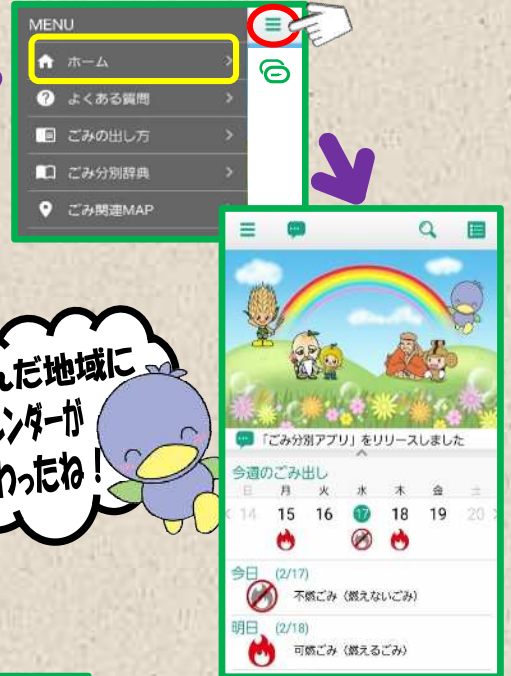 MENU
ホーム
よくある質問
ごみの出し方
ごみ分別辞典
ごみ関連MAP
んだ地域に
ンダーが
わったね！
「ごみ分別アプリ」をリリースしました
今週のごみ出し
日 月 火 水 木 金 土
14 15 16 17 18 19 20
今日 (2/17)
不燃ごみ（燃えないごみ）
明日 (2/18)
可燃ごみ（燃えるごみ）